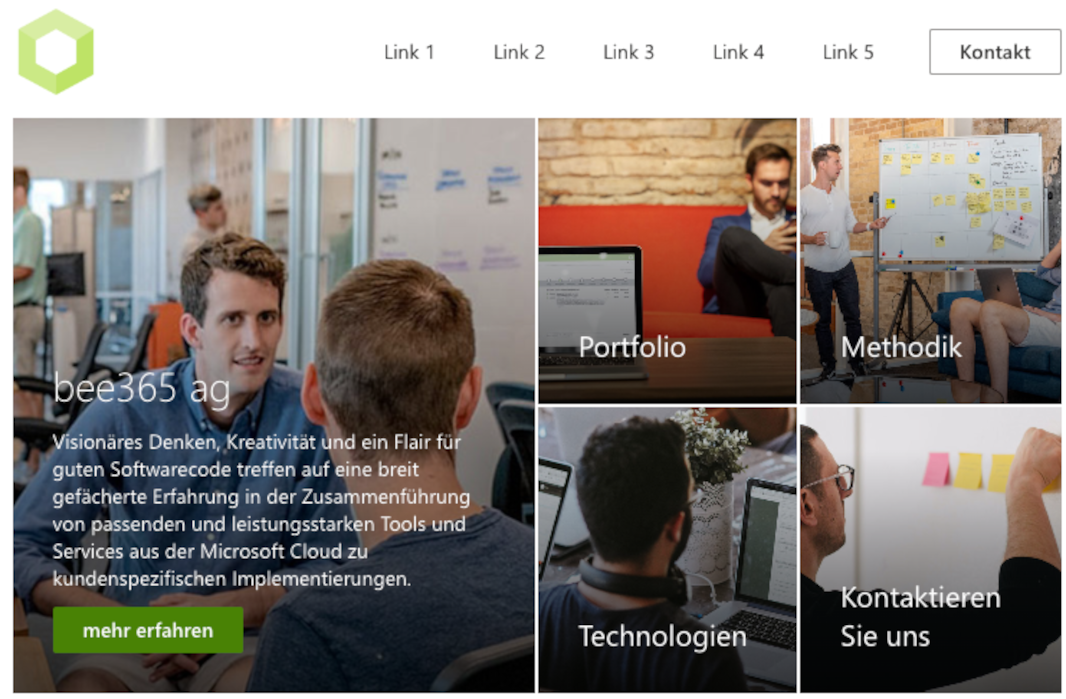 Link 1
Link 2
Link 3
Link 4
Link 5
Kontakt
bee365 ag
Visionäres Denken, Kreativität und ein Flair für
guten Softwarecode treffen auf eine breit
gefächerte Erfahrung in der Zusammenführung
von passenden und leistungsstarken Tools und
Services aus der Microsoft Cloud zu
kundenspezifischen Implementierungen.
mehr erfahren
Portfolio
Methodik
Technologien
Kontaktieren
Sie uns